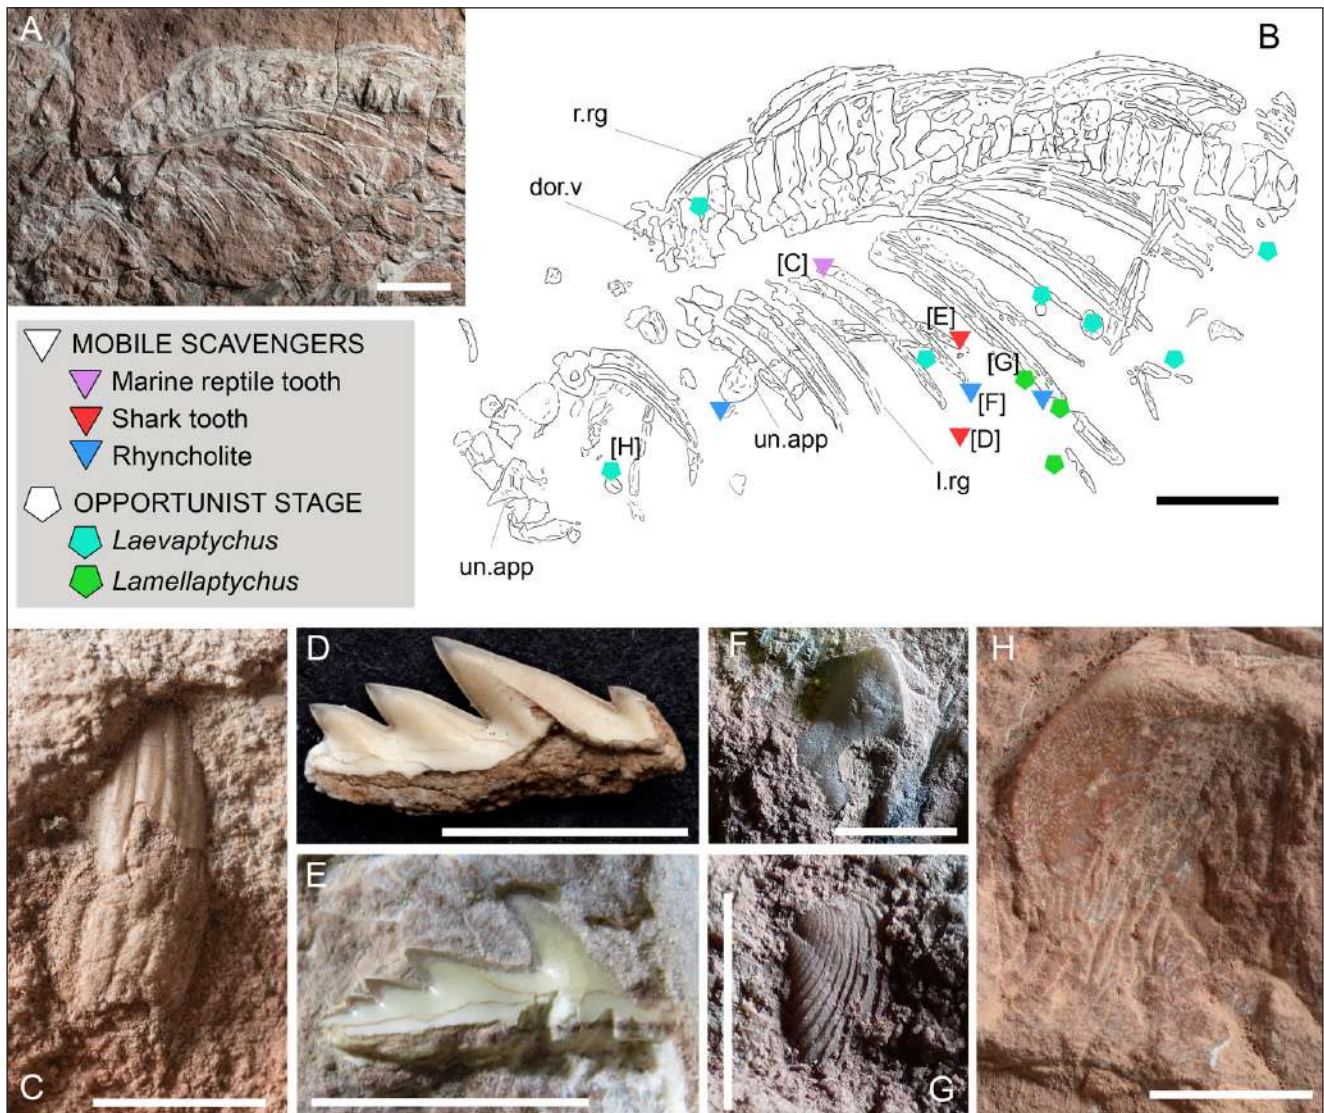 A
B
r.rg
dor.v
[C]
[E]
[G]
[F]
[D]
[H]
un.app
l.rg
un.app
MOBILE SCAVENGERS
Marine reptile tooth
Shark tooth
Rhyncholite
OPPORTUNIST STAGE
Laevaptychus
Lamellaptychus
C
D
E
F
G
H